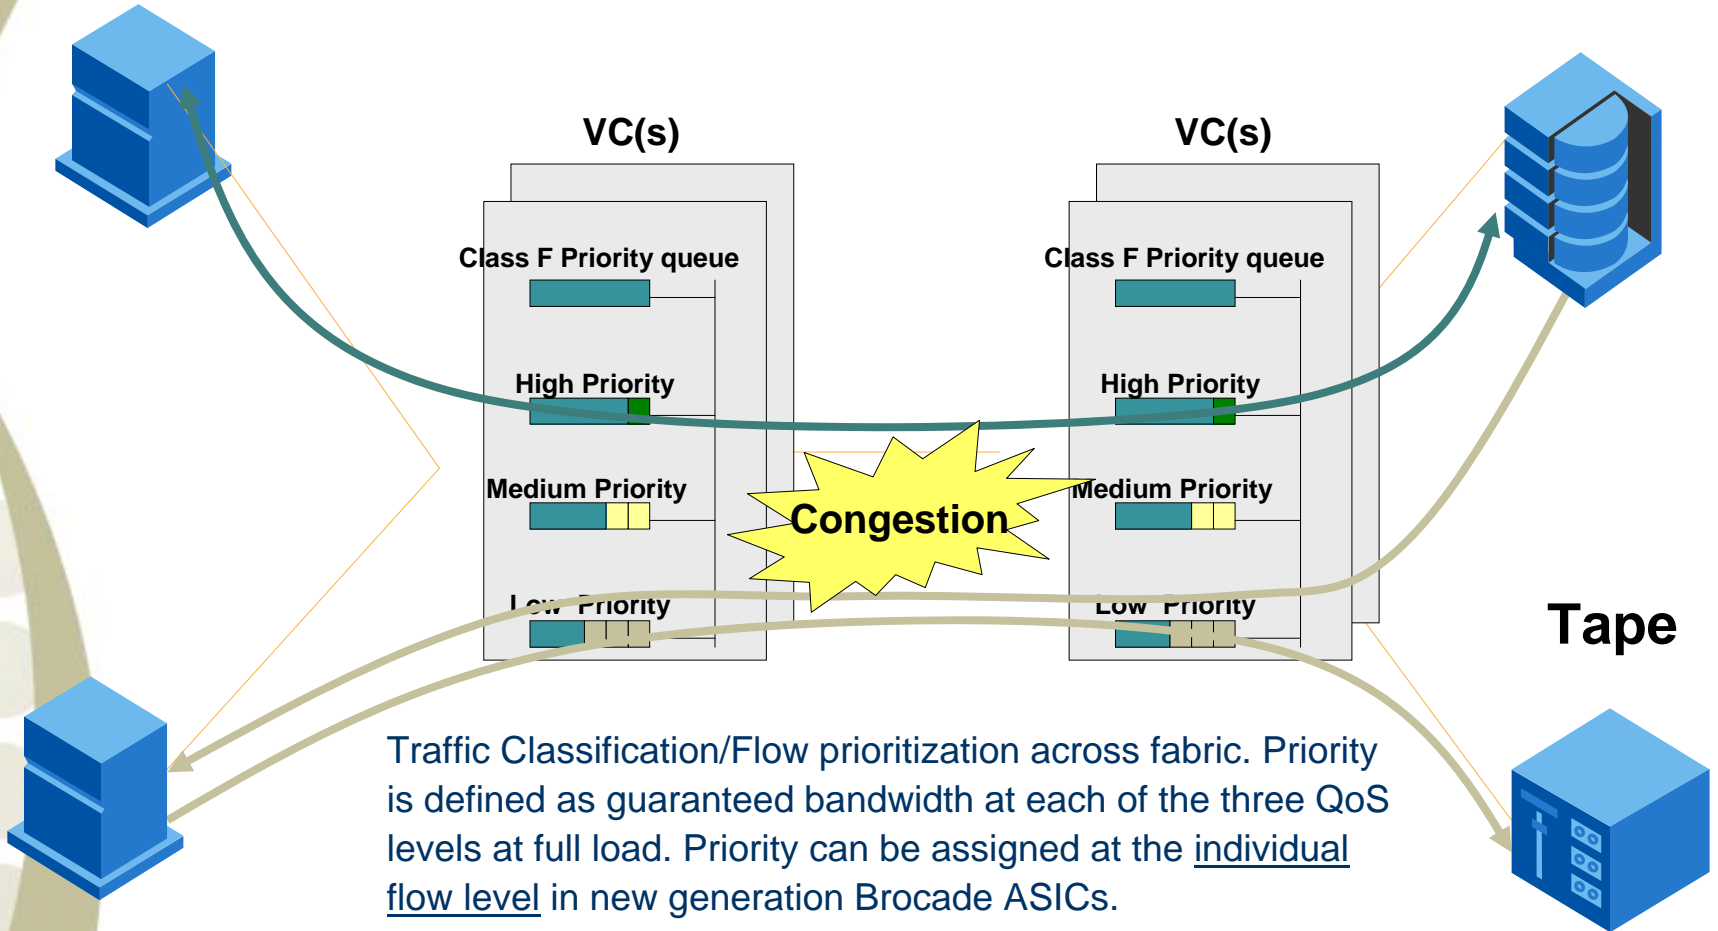 VC(s)
VC(s)
Class F Priority queue
Class F Priority queue
High Priority
High Priority
Medium Priority
Medium Priority
Congestion
Low Priority
Low Priority
Tape
Traffic Classification/Flow prioritization across fabric. Priority
is defined as guaranteed bandwidth at each of the three QoS
levels at full load. Priority can be assigned at the individual
flow level in new generation Brocade ASICs.